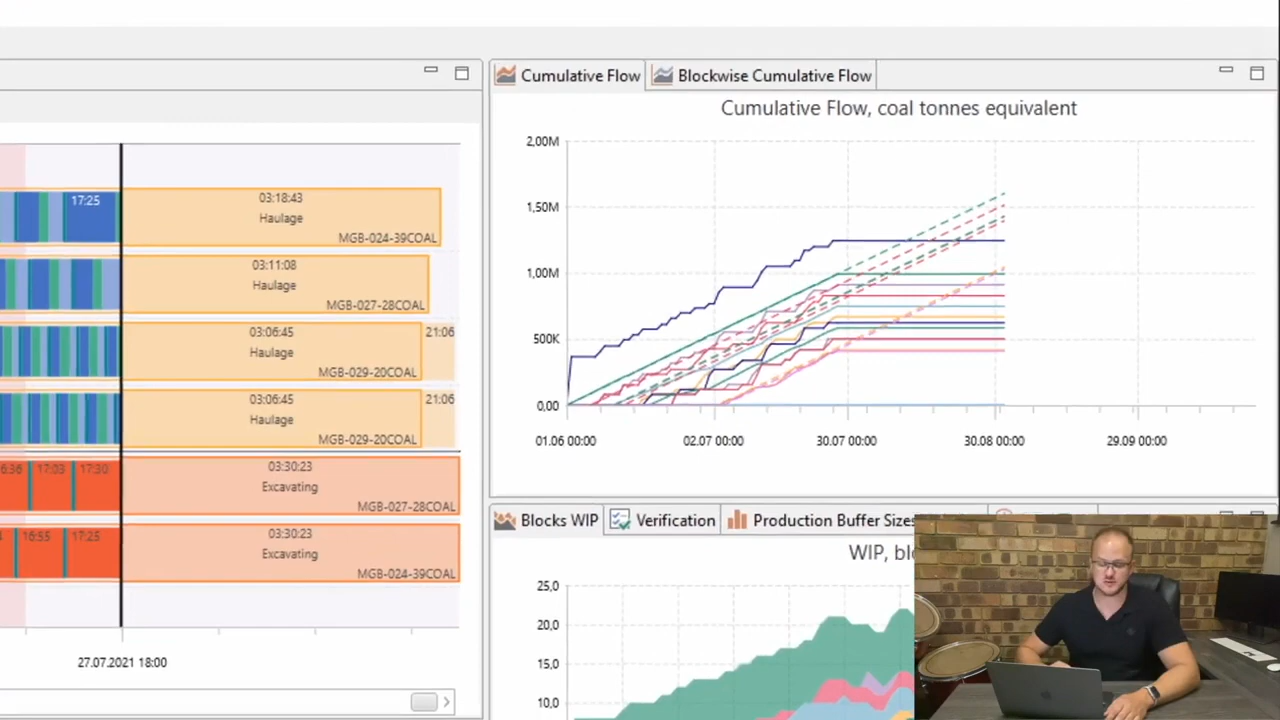 17:25
03:18:43
Haulage
MGB-024-39COAL
03:11:08
Haulage
MGB-027-28COAL
03:06:45
21:06
Haulage
MGB-029-20COAL
03:06:45
21:06
Haulage
MGB-029-20COAL
17:03
17:30
03:30:23
Excavating
MGB-027-28COAL
16:55
17:25
03:30:23
Excavating
MGB-024-39COAL
27.07.2021 18:00
Cumulative Flow
Blockwise Cumulative Flow
Cumulative Flow, coal tonnes equivalent
2,00M
1,50M
1,00M
500K
0,00
01.06 00:00
02.07 00:00
30.07 00:00
30.08 00:00
29.09 00:00
Blocks WIP
Verification
Production Buffer Sizes
WIP,
25,0
20,0
15,0
10,0